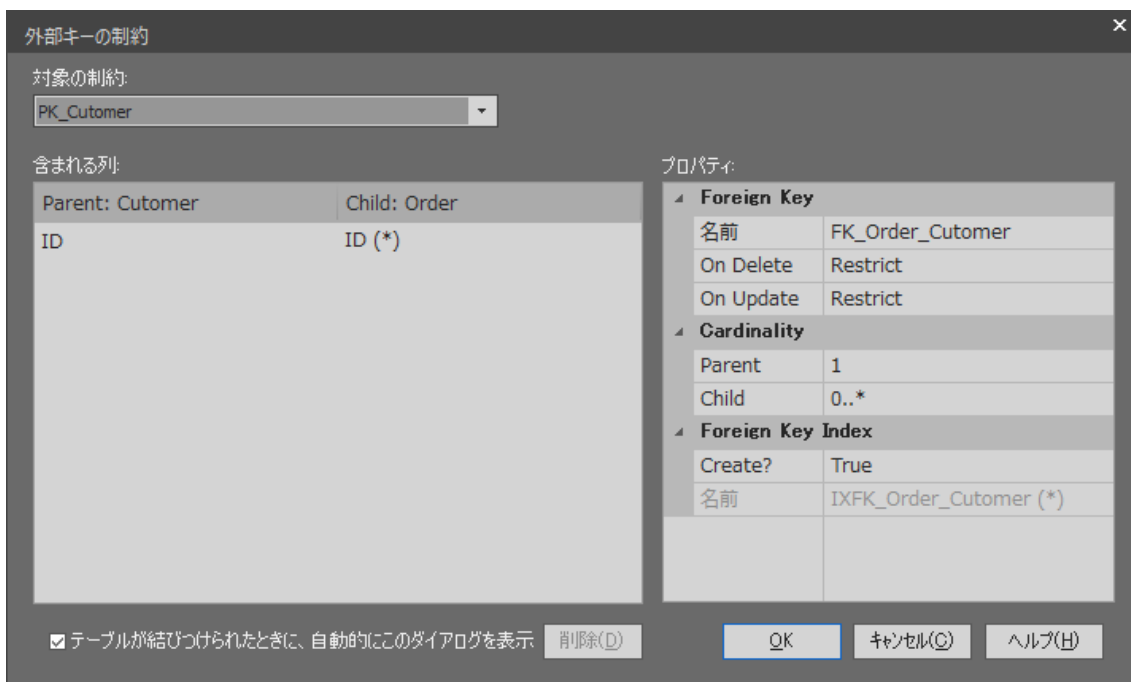 外部キーの制約
対象の制約:
PK_Cutomer
含まれる列:
Parent: Cutomer Child: Order
ID ID (*)
プロパティ:
Foreign Key
名前 FK_Order_Cutomer
On Delete Restrict
On Update Restrict
Cardinality
Parent 1
Child 0..*
Foreign Key Index
Create? True
名前 IXFK_Order_Cutomer (*)
テーブルが結びつけられたときに、自動的にこのダイアログを表示 削除(D) OK キャンセル(C) ヘルプ(H)